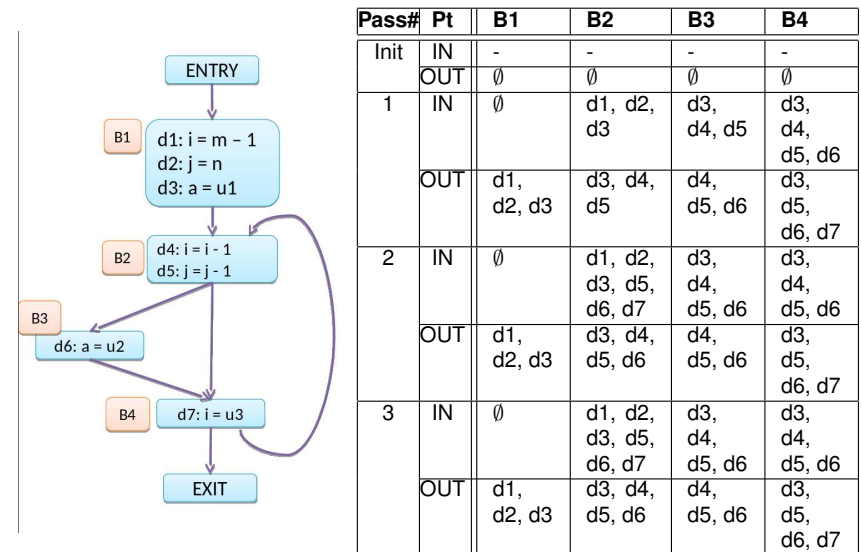 ENTRY
B1
d1: i = m – 1
d2: j = n
d3: a = u1
B2
d4: i = i - 1
d5: j = j - 1
B3
d6: a = u2
B4
d7: i = u3
EXIT
Pass# Pt B1 B2 B3 B4
Init IN - - - -
OUT ∅ ∅ ∅ ∅
1 IN ∅ d1, d2, d3, d3,
d3 d4, d5 d4,
d5, d6
OUT d1, d3, d4, d4, d3,
d2, d3 d5 d5, d6 d5,
d6, d7
2 IN ∅ d1, d2, d3, d3,
d3, d5, d4, d4,
d6, d7 d5, d6 d5, d6
OUT d1, d3, d4, d4, d3,
d2, d3 d5, d6 d5, d6 d5,
d6, d7
3 IN ∅ d1, d2, d3, d3,
d3, d5, d4, d4,
d6, d7 d5, d6 d5, d6
OUT d1, d3, d4, d4, d3,
d2, d3 d5, d6 d5, d6 d5,
d6, d7